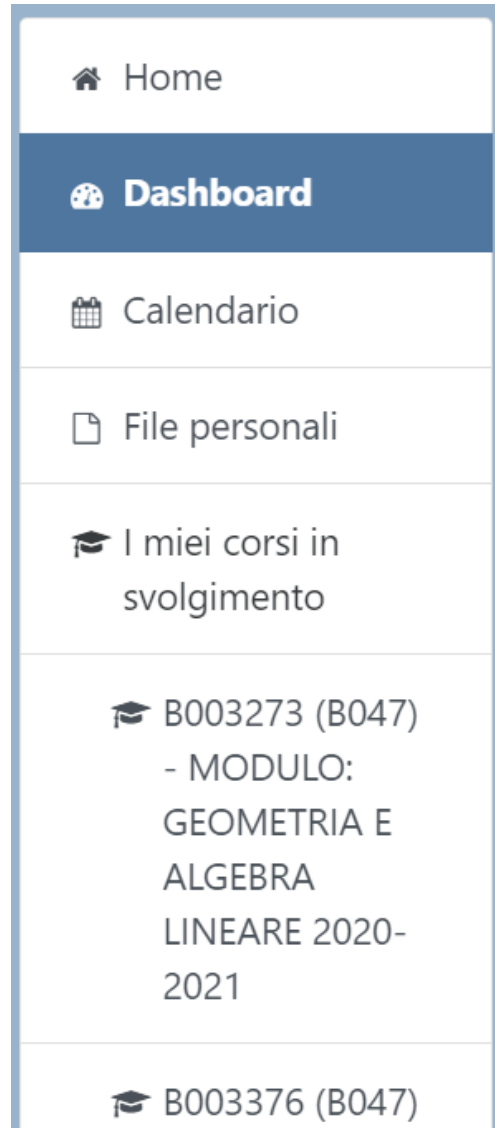 Home
Dashboard
Calendario
File personali
I miei corsi in
svolgimento
B003273 (B047)
- MODULO:
GEOMETRIA E
ALGEBRA
LINEARE 2020-
2021
B003376 (B047)